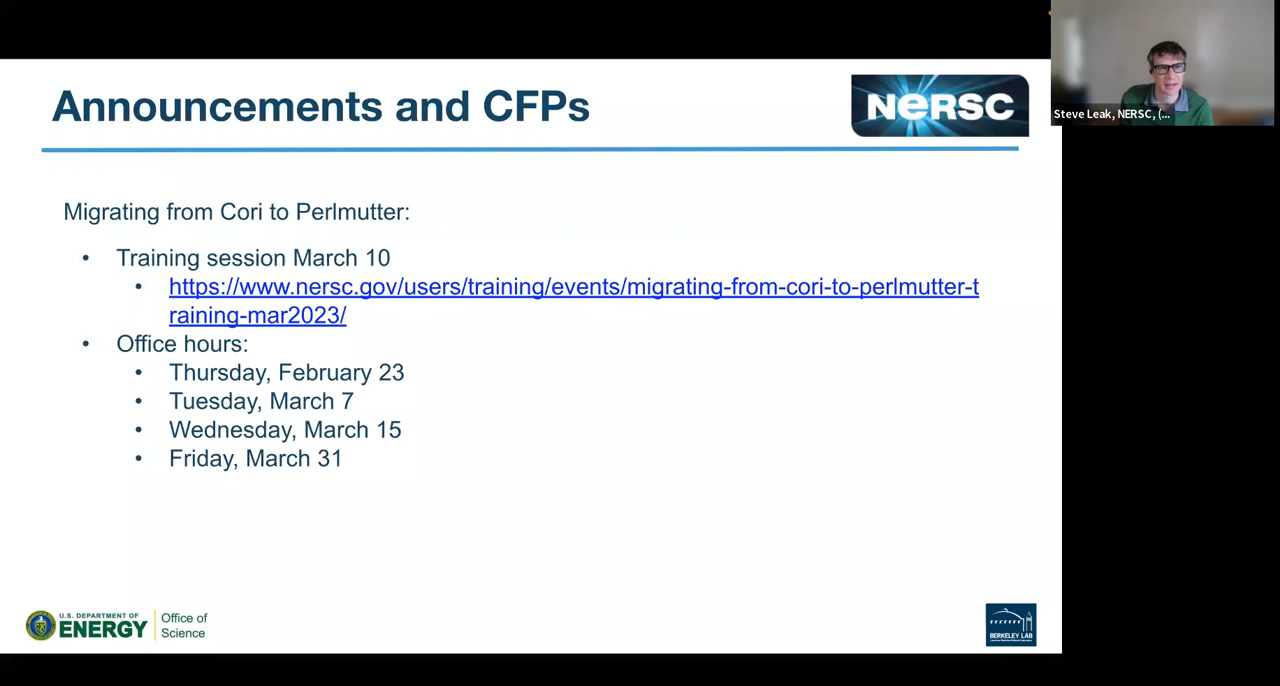 Announcements and CFPs
NERSC
Steve Leak, NERSC, (...
Migrating from Cori to Perlmutter:
• Training session March 10
• https://www.nersc.gov/users/training/events/migrating-from-cori-to-perlmutter-t
raining-mar2023/
• Office hours:
• Thursday, February 23
• Tuesday, March 7
• Wednesday, March 15
• Friday, March 31
U.S. DEPARTMENT OF
ENERGY
Office of
Science
BERKELEY LAB